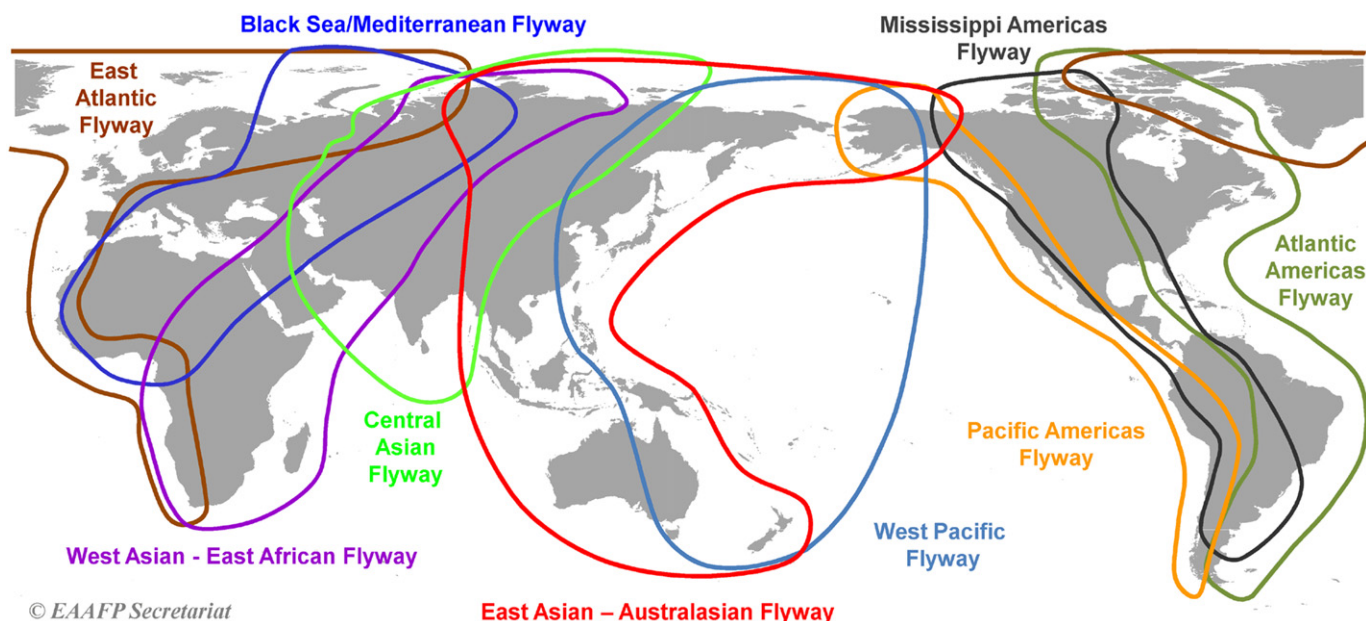 Black Sea/Mediterranean Flyway
Mississippi Americas
Flyway
East
Atlantic
Flyway
Atlantic
Americas
Flyway
Central
Asian
Flyway
Pacific Americas
Flyway
West Pacific
Flyway
West Asian - East African Flyway
East Asian – Australasian Flyway
© EAAFP Secretariat